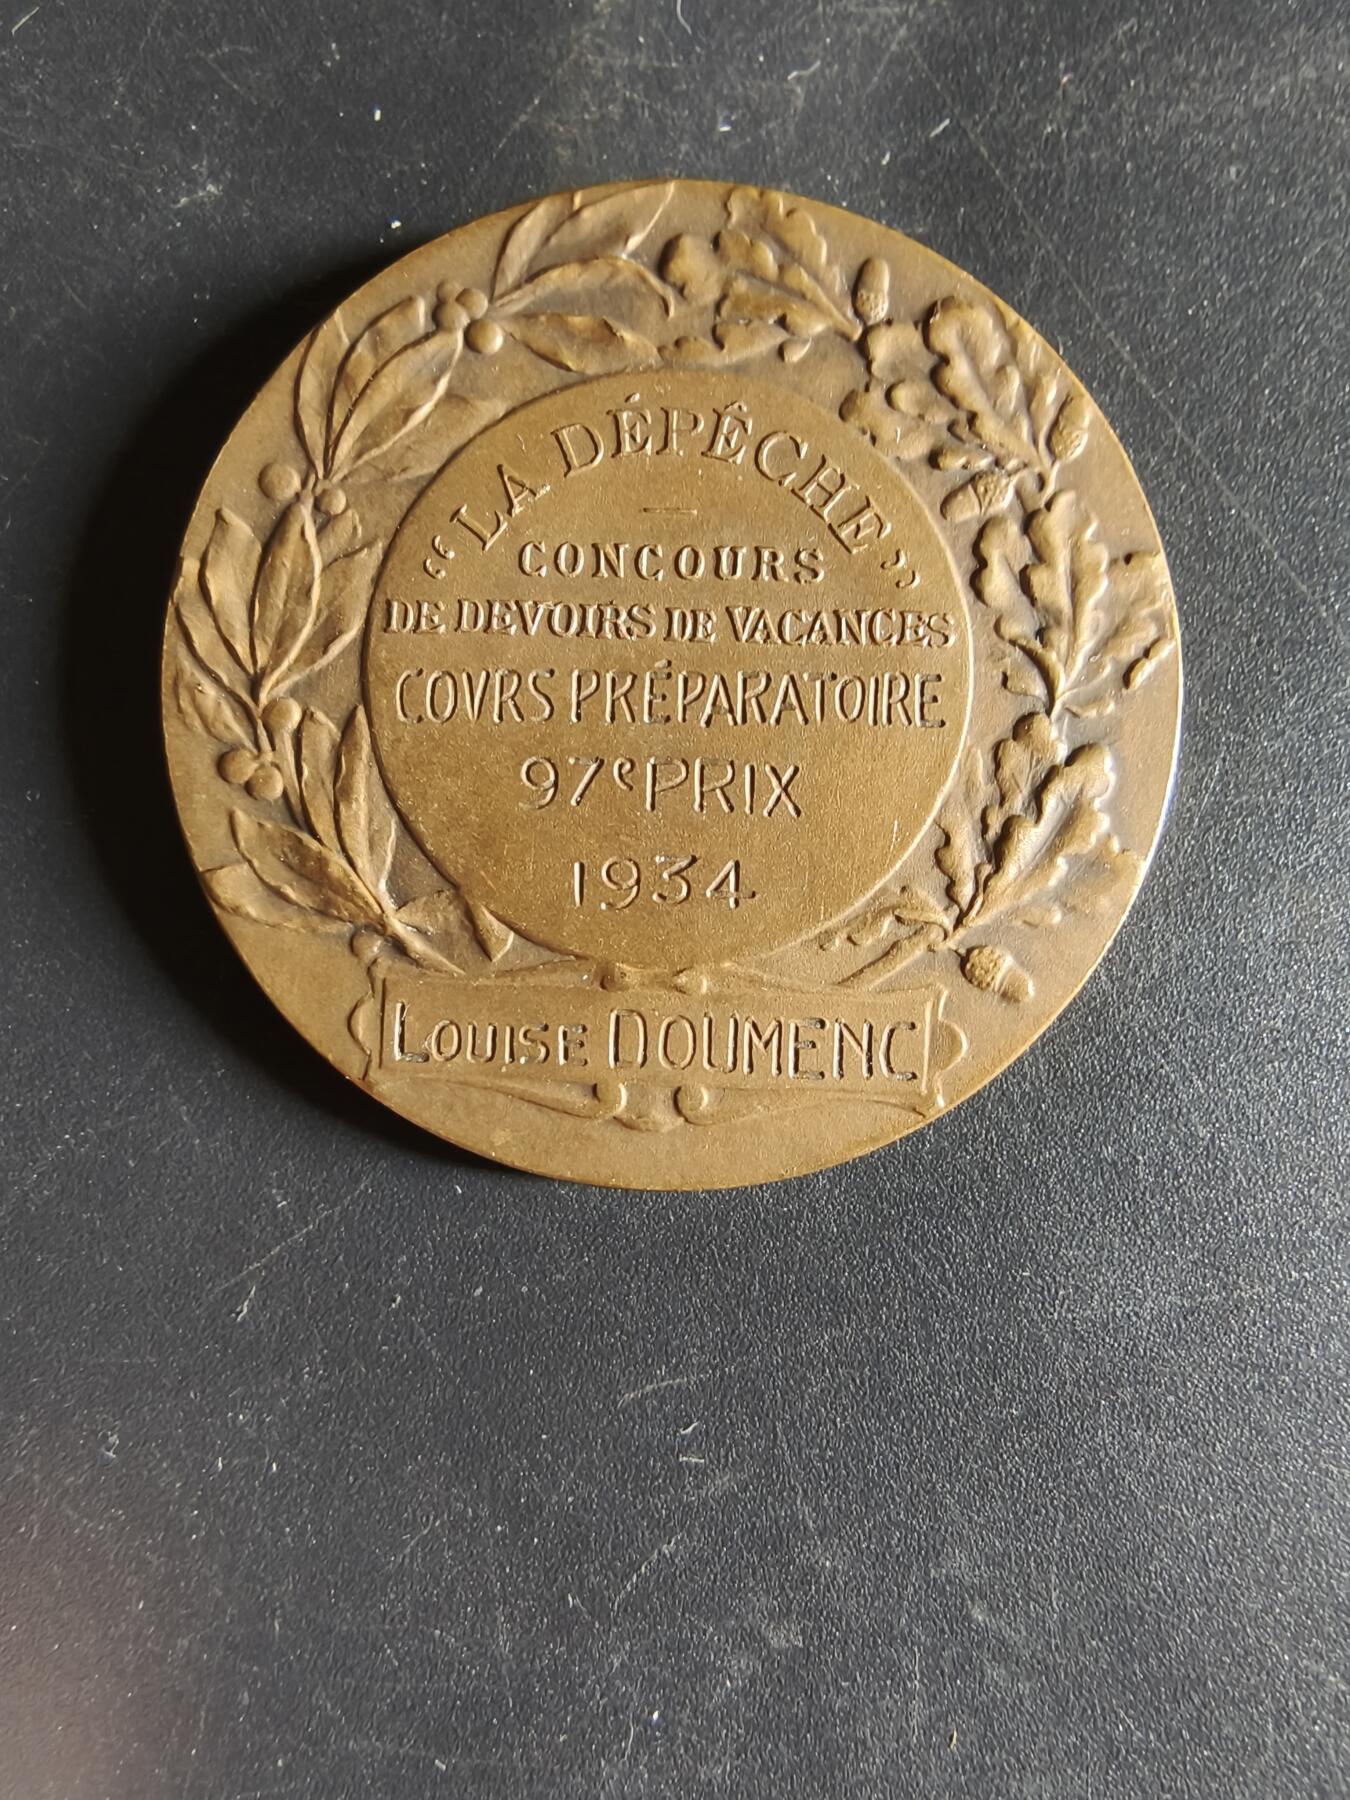 “LA DÉPÊCHE”
CONCOURS
DE DEVOIRS DE VACANCES
COVRS PRÉPARATOIRE
97e PRIX
1934
LOUISE DOUMENC